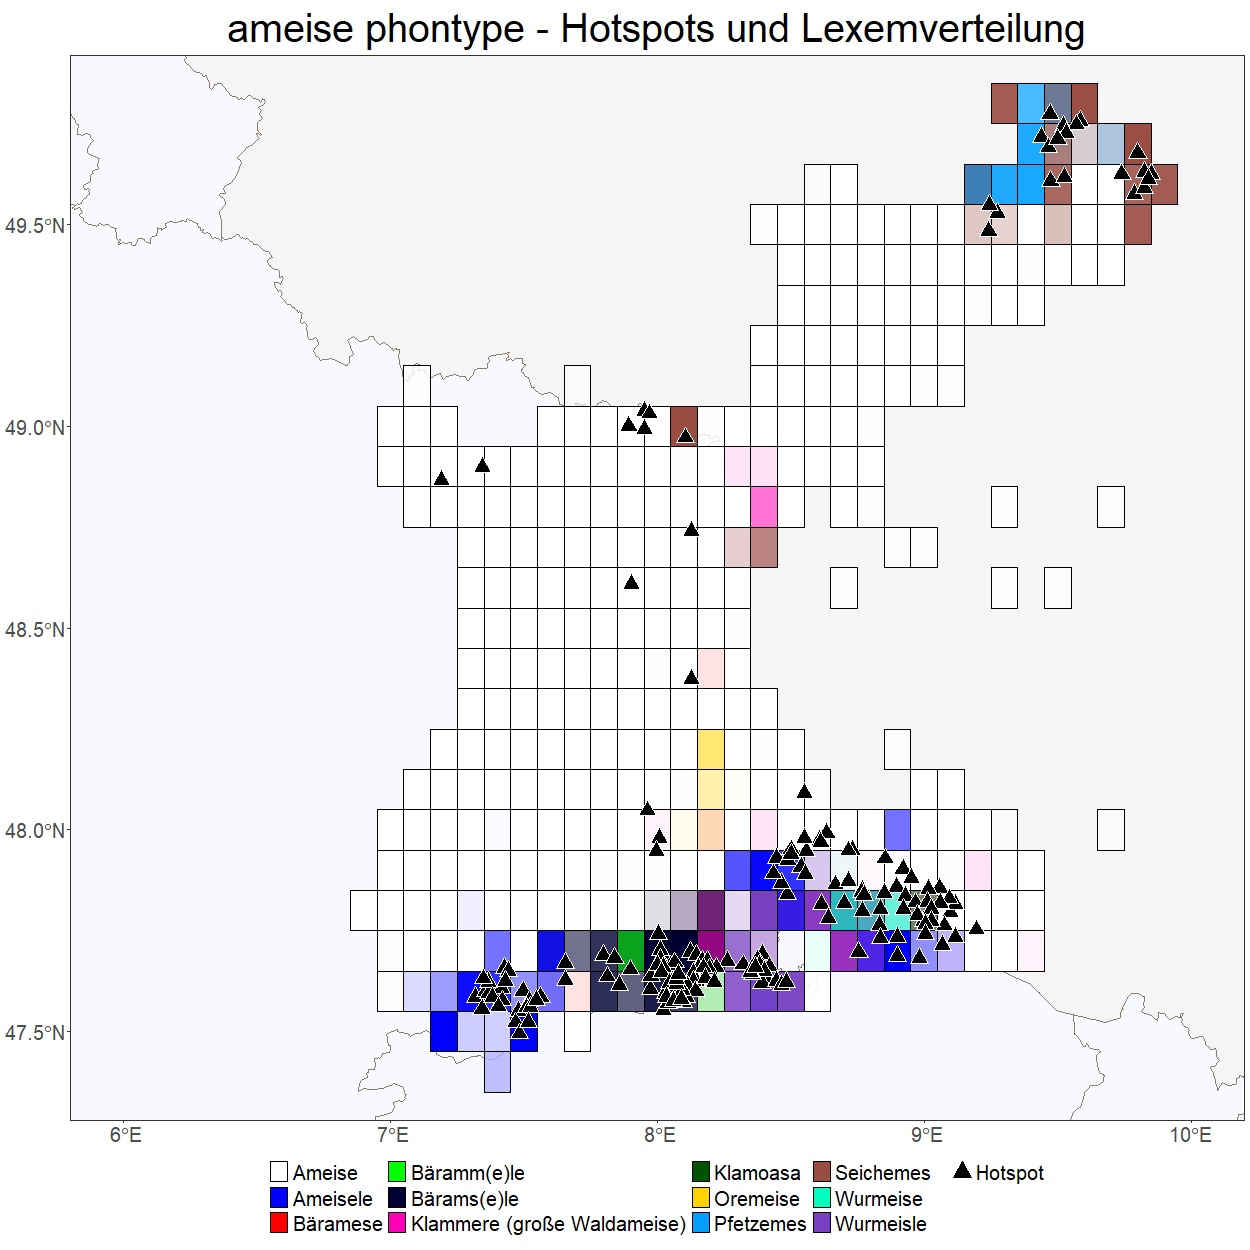 ameise phontype - Hotspots und Lexemverteilung
49.5°N
49.0°N
48.5°N
48.0°N
47.5°N
6°E 7°E 8°E 9°E 10°E
Ameise Bäramm(e)le Klamoasa Seichemes Hotspot
Ameisele Bärams(e)le Oremeise Wurmeise
Bäramese Klammere (große Waldameise) Pfetzemes Wurmeisle